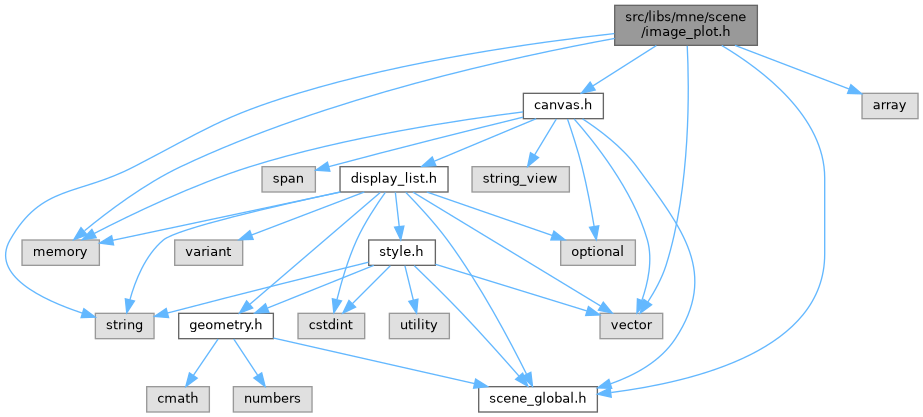 src/libs/mne/scene
/image_plot.h
canvas.h
array
span
display_list.h
string_view
memory
variant
style.h
optional
string
geometry.h
cstdint
utility
vector
cmath
numbers
scene_global.h